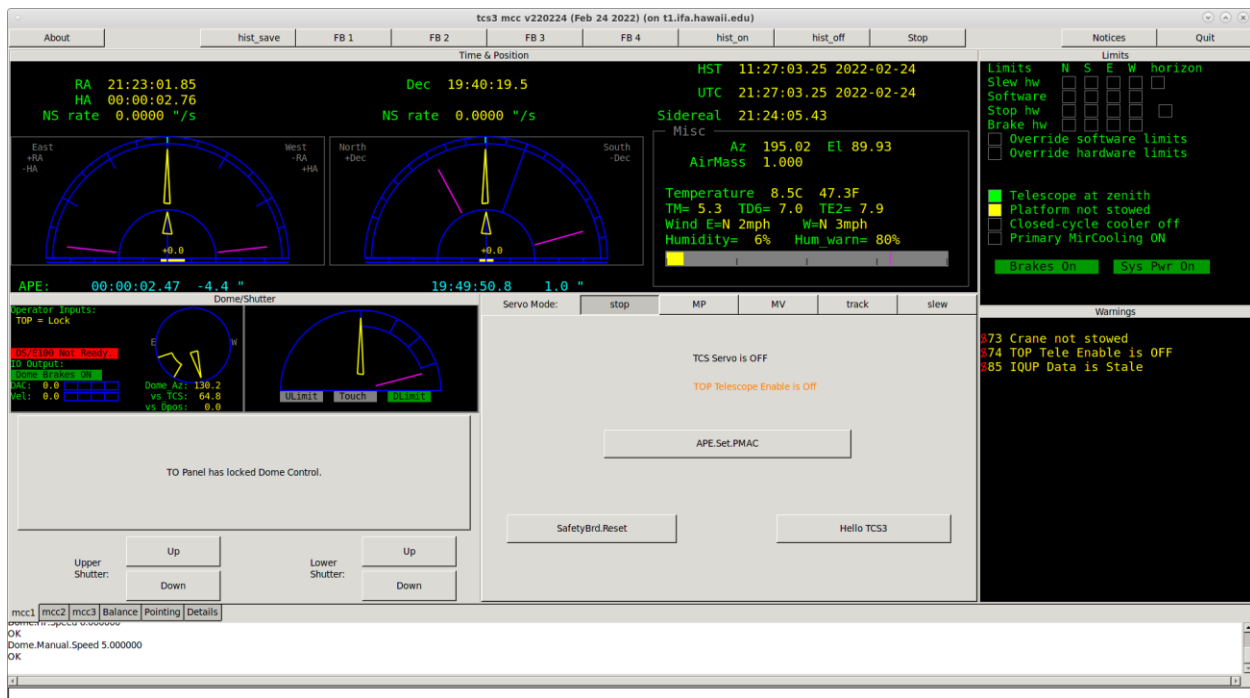 tcs3 mcc v220224 (Feb 24 2022) (on t1.ifa.hawaii.edu)
About hist_save FB 1 FB 2 FB 3 FB 4 hist_on hist_off Stop Notices Quit
Time & Position
RA 21:23:01.85
HA 00:00:02.76
NS rate 0.0000 "/s
Dec 19:40:19.5
NS rate 0.0000 "/s
HST 11:27:03.25 2022-02-24
UTC 21:27:03.25 2022-02-24
Sidereal 21:24:05.43
East
+RA
-HA
West
-RA
+HA
+0.0
North
+Dec
South
-Dec
+0.0
Misc
Az 195.02 El 89.93
AirMass 1.000
Temperature 8.5C 47.3F
TM= 5.3 TD6= 7.0 TE2= 7.9
Wind E=N 2mph W=N 3mph
Humidity= 6% Hum_warn= 80%
APE: 00:00:02.47 -4.4 " 19:49:50.8 1.0 "
Limits
Limits N S E W horizon
Slew hw
Software
Stop hw
Brake hw
Override software limits
Override hardware limits
Telescope at zenith
Platform not stowed
Closed-cycle cooler off
Primary MirCooling ON
Brakes On Sys Pwr On
Dome/Shutter
Operator Inputs:
TOP = Lock
DS/E100 Not Ready.
IO Output:
Dome Brakes ON
DAC: 0.0
Vel: 0.0
E W
Dome Az: 130.2
vs TCS: 64.8
vs Dpos: 0.0
ULimit Touch DLimit
TO Panel has locked Dome Control.
Upper
Shutter:
Up
Down
Lower
Shutter:
Up
Down
Servo Mode: stop MP MV track slew
TCS Servo is OFF
TOP Telescope Enable is Off
APE.Set.PMAC
SafetyBrd.Reset Hello TCS3
Warnings
73 Crane not stowed
74 TOP Tele Enable is OFF
85 IQUP Data is Stale
mcc1 mcc2 mcc3 Balance Pointing Details
OK
Dome.Manual.Speed 5.000000
OK